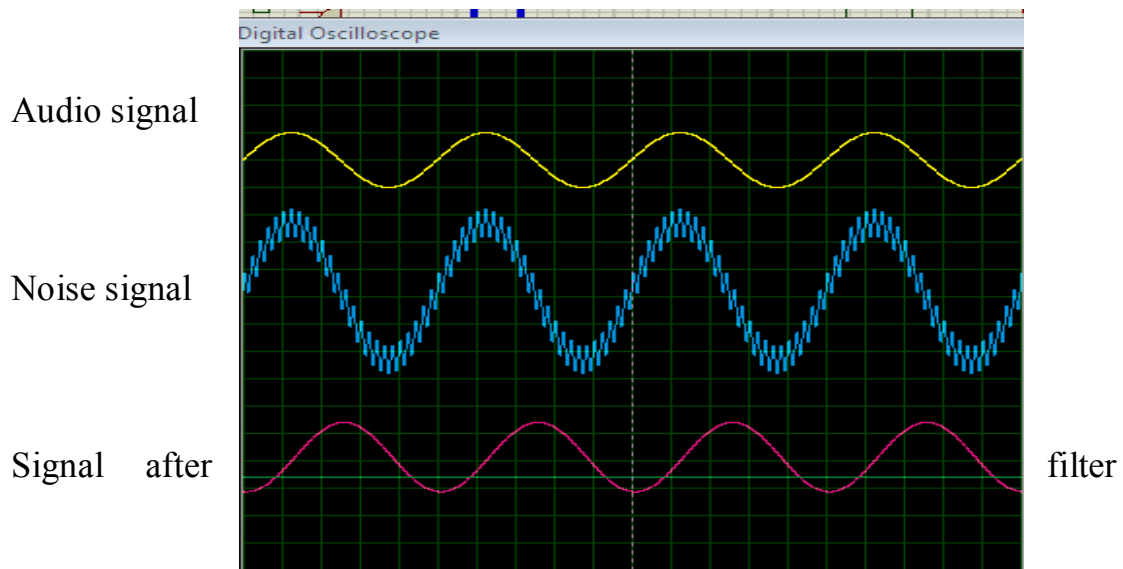 Digital Oscilloscope
Audio signal
Noise signal
Signal after filter